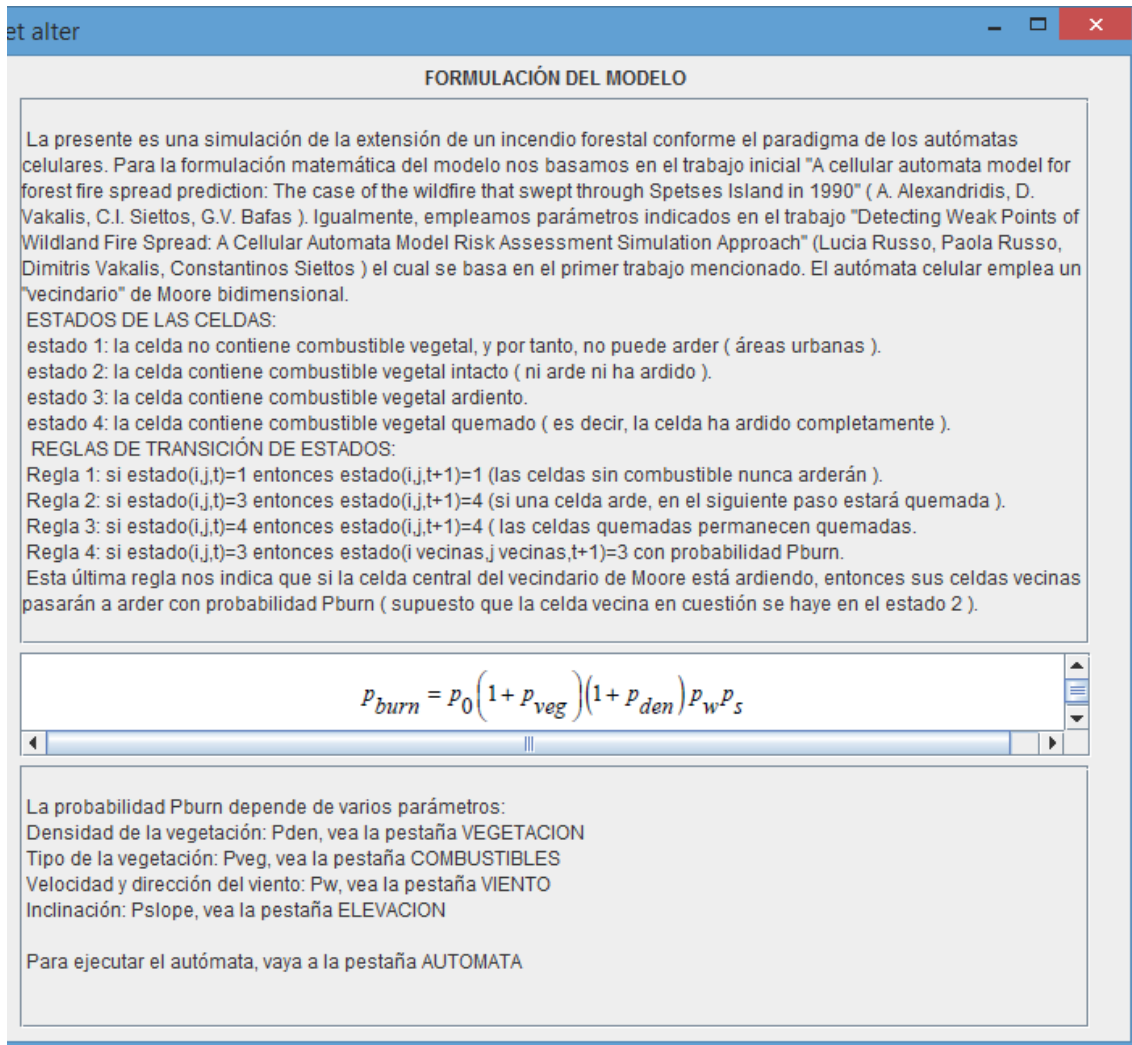 et alter
FORMULACIÓN DEL MODELO
La presente es una simulación de la extensión de un incendio forestal conforme el paradigma de los autómatas
celulares. Para la formulación matemática del modelo nos basamos en el trabajo inicial "A cellular automata model for
forest fire spread prediction: The case of the wildfire that swept through Spetses Island in 1990" ( A. Alexandridis, D.
Vakalis, C.I. Siettos, G.V. Bafas ). Igualmente, empleamos parámetros indicados en el trabajo "Detecting Weak Points of
Wildland Fire Spread: A Cellular Automata Model Risk Assessment Simulation Approach" (Lucia Russo, Paola Russo,
Dimitris Vakalis, Constantinos Siettos ) el cual se basa en el primer trabajo mencionado. El autómata celular emplea un
"vecindario" de Moore bidimensional.
ESTADOS DE LAS CELDAS:
estado 1: la celda no contiene combustible vegetal, y por tanto, no puede arder ( áreas urbanas ).
estado 2: la celda contiene combustible vegetal intacto ( ni arde ni ha ardido ).
estado 3: la celda contiene combustible vegetal ardiento.
estado 4: la celda contiene combustible vegetal quemado ( es decir, la celda ha ardido completamente ).
REGLAS DE TRANSICIÓN DE ESTADOS:
Regla 1: si estado(i,j,t)=1 entonces estado(i,j,t+1)=1 (las celdas sin combustible nunca arderán ).
Regla 2: si estado(i,j,t)=3 entonces estado(i,j,t+1)=4 (si una celda arde, en el siguiente paso estará quemada ).
Regla 3: si estado(i,j,t)=4 entonces estado(i,j,t+1)=4 ( las celdas quemadas permanecen quemadas.
Regla 4: si estado(i,j,t)=3 entonces estado(i vecinas,j vecinas,t+1)=3 con probabilidad Pburn.
Esta última regla nos indica que si la celda central del vecindario de Moore está ardiendo, entonces sus celdas vecinas
pasarán a arder con probabilidad Pburn ( supuesto que la celda vecina en cuestión se haye en el estado 2 ).
p_burn = p_0(1 + p_veg)(1 + p_den)p_w p_s
La probabilidad Pburn depende de varios parámetros:
Densidad de la vegetación: Pden, vea la pestaña VEGETACION
Tipo de la vegetación: Pveg, vea la pestaña COMBUSTIBLES
Velocidad y dirección del viento: Pw, vea la pestaña VIENTO
Inclinación: Pslope, vea la pestaña ELEVACION
Para ejecutar el autómata, vaya a la pestaña AUTOMATA